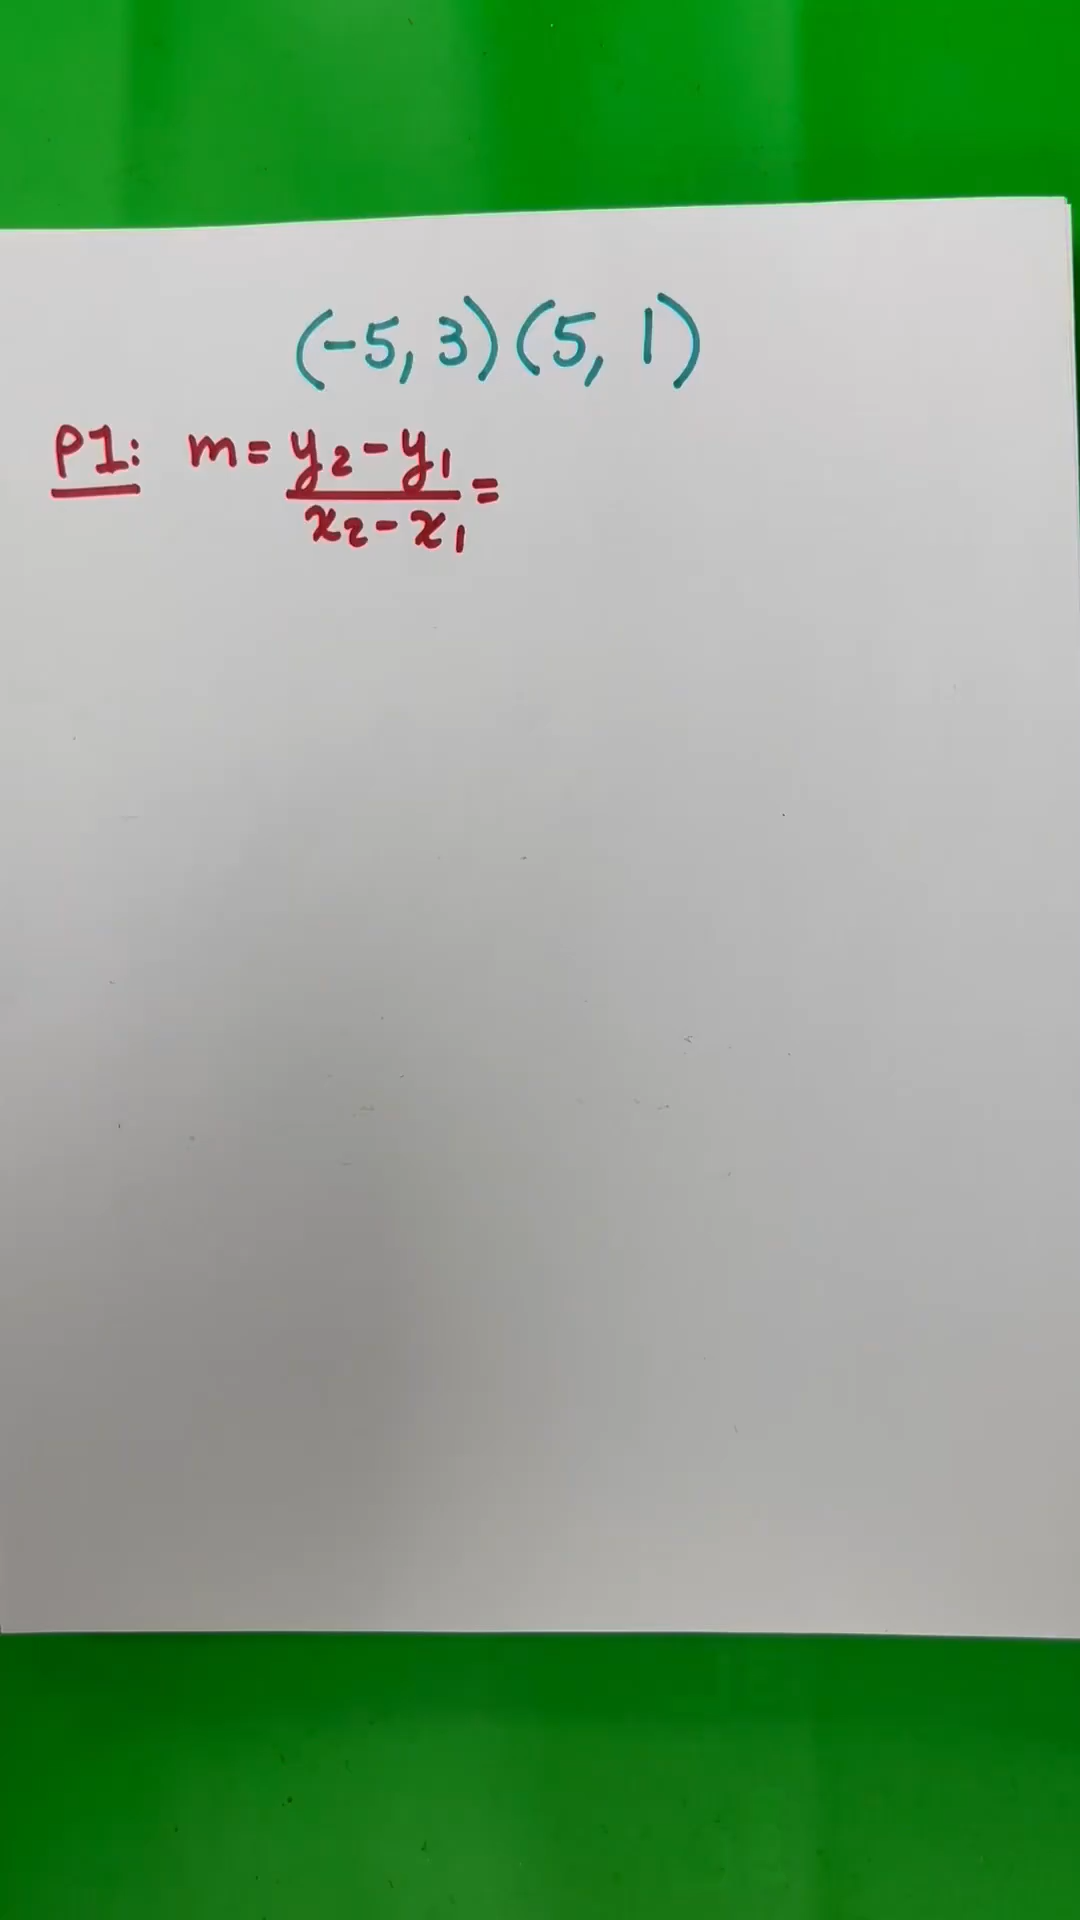 (-5, 3) (5, 1)
P1: m = y₂ - y₁ / x₂ - x₁ =